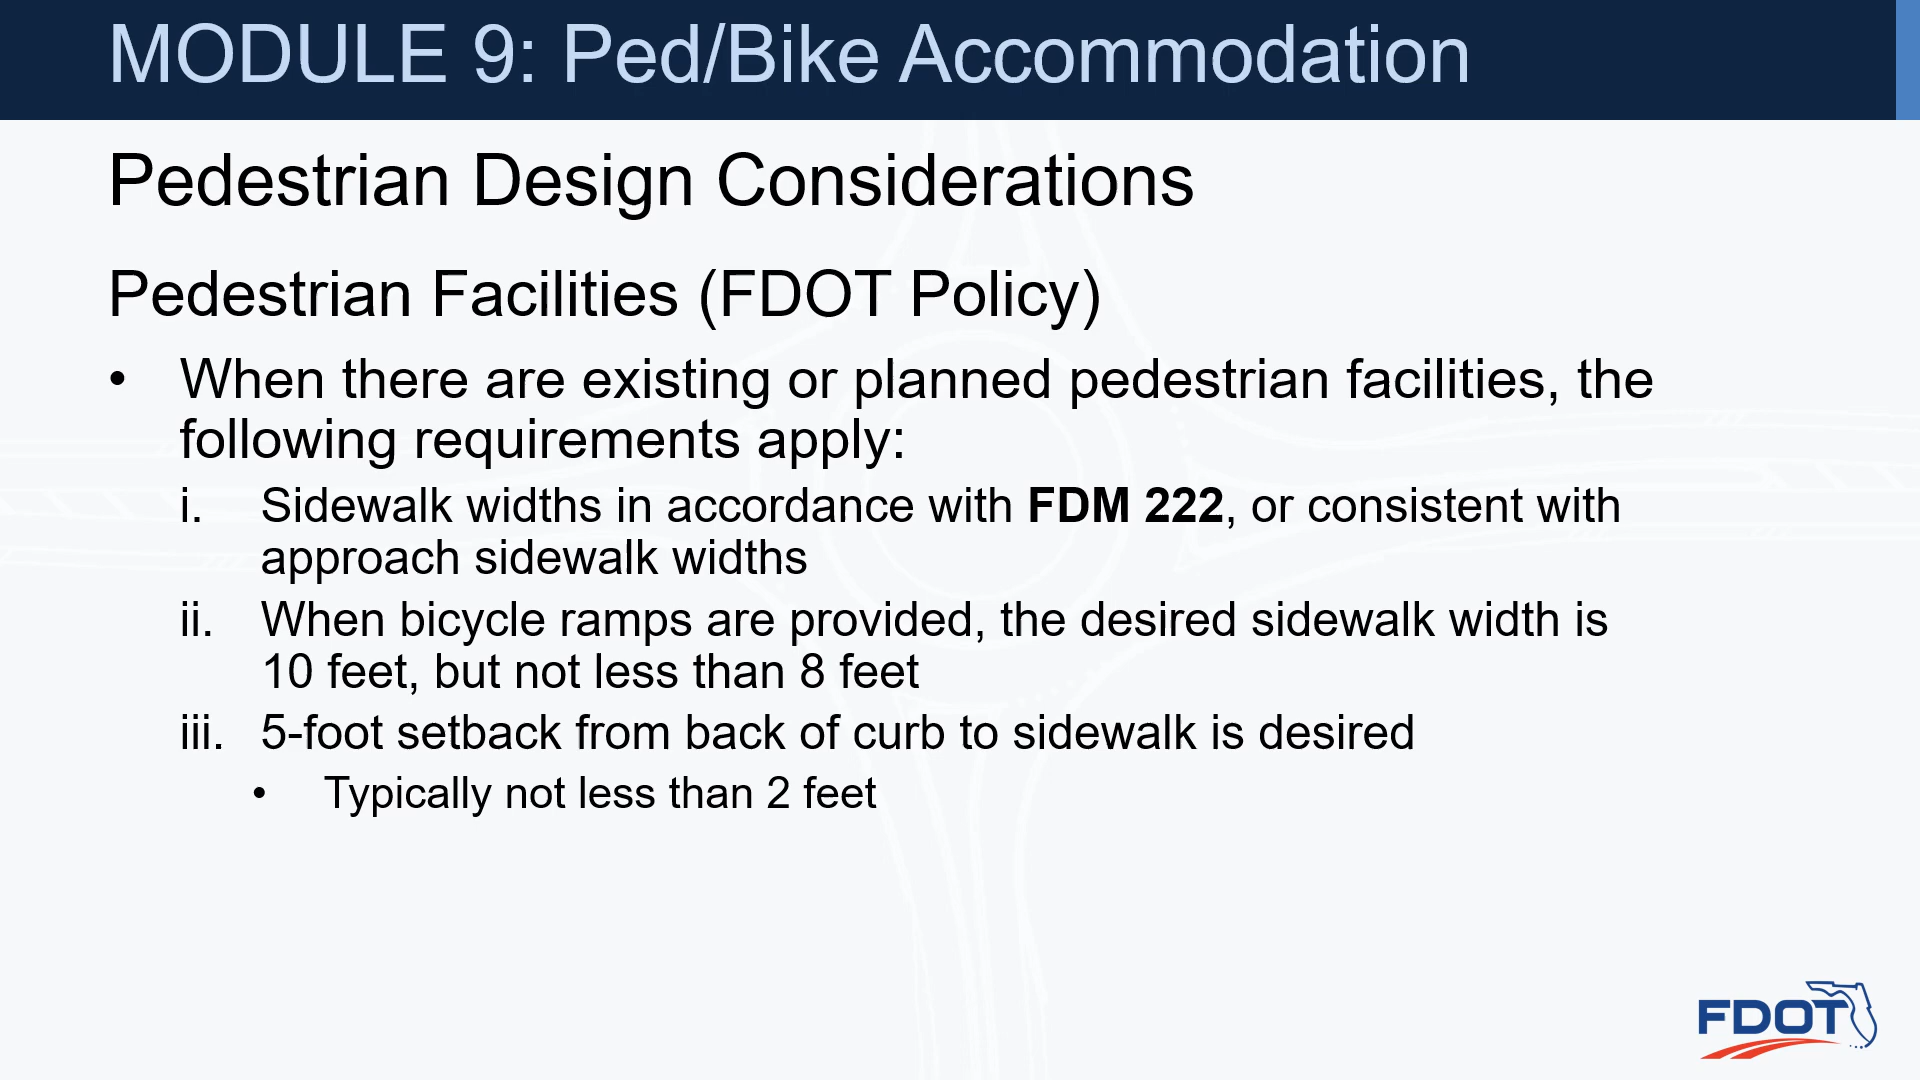 MODULE 9: Ped/Bike Accommodation
Pedestrian Design Considerations
Pedestrian Facilities (FDOT Policy)
• When there are existing or planned pedestrian facilities, the
following requirements apply:
i. Sidewalk widths in accordance with FDM 222, or consistent with
approach sidewalk widths
ii. When bicycle ramps are provided, the desired sidewalk width is
10 feet, but not less than 8 feet
iii. 5-foot setback from back of curb to sidewalk is desired
• Typically not less than 2 feet
FDOT